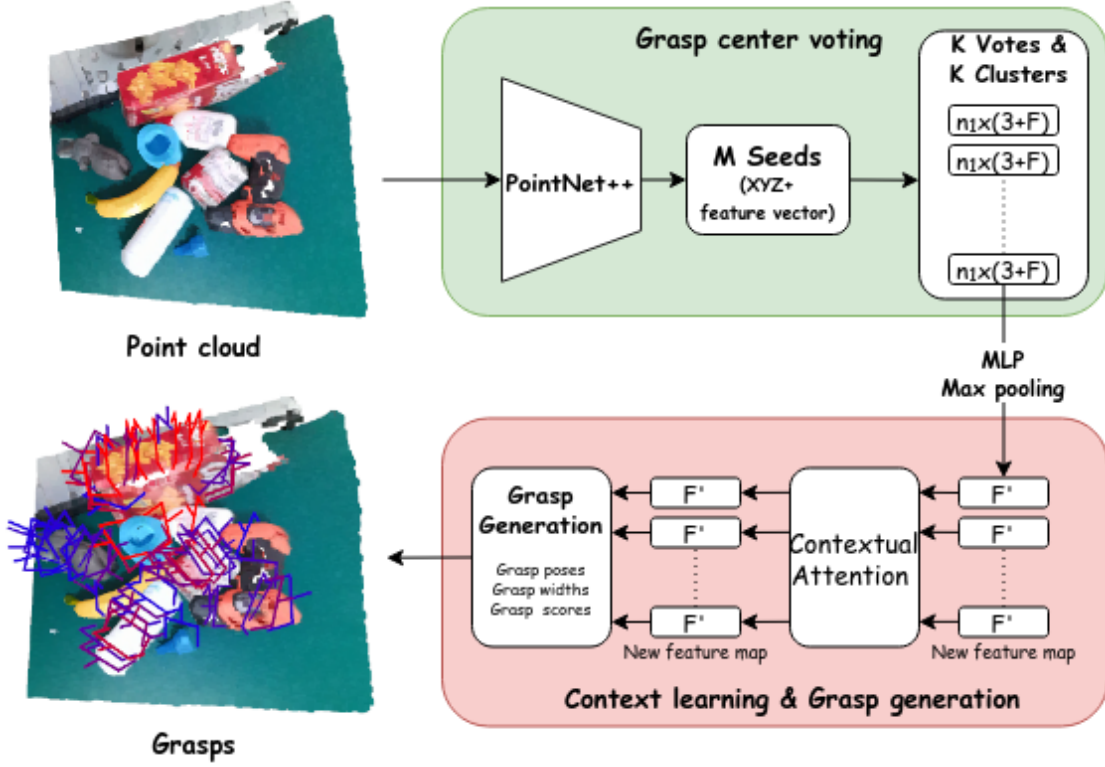 Grasp center voting
K Votes &
K Clusters
n₁x(3+F)
n₁x(3+F)
n₁x(3+F)
PointNet++
M Seeds
(XYZ+
feature vector)
Point cloud
MLP
Max pooling
Grasp
Generation
Grasp poses
Grasp widths
Grasp scores
F'
F'
F'
New feature map
Contextual
Attention
F'
F'
F'
New feature map
Context learning & Grasp generation
Grasps